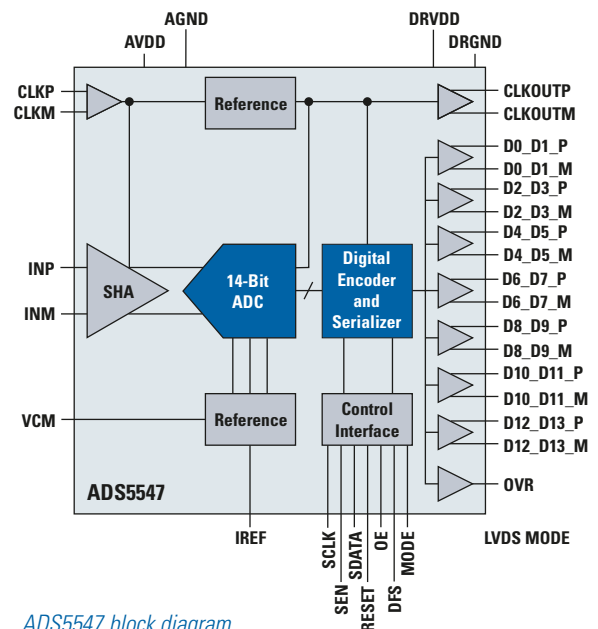 AGND
DRVDD
AVDD
DRGND
CLKP
CLKM
Reference
CLKOUTP
CLKOUTM
D0_D1_P
D0_D1_M
D2_D3_P
D2_D3_M
D4_D5_P
D4_D5_M
D6_D7_P
D6_D7_M
D8_D9_P
D8_D9_M
D10_D11_P
D10_D11_M
D12_D13_P
D12_D13_M
OVR
INP
INM
SHA
14-Bit
ADC
Digital
Encoder
and
Serializer
VCM
Reference
Control
Interface
ADS5547
IREF
SCLK
SEN
SDATA
RESET
OE
DFS
MODE
LVDS MODE
ADS5547 block diagram